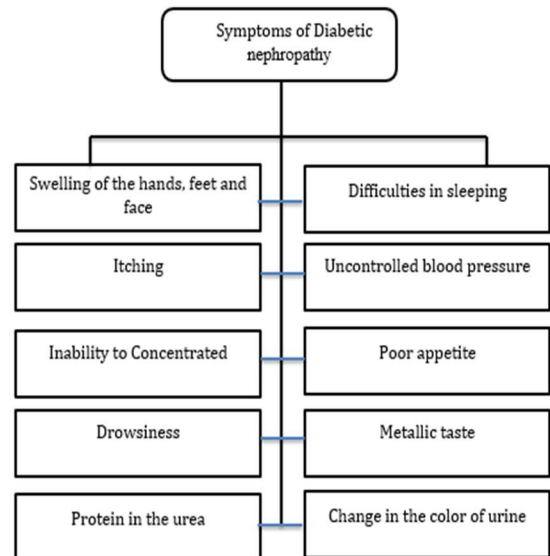 Symptoms of Diabetic
nephropathy
Swelling of the hands, feet and
face
Difficulties in sleeping
Itching
Uncontrolled blood pressure
Inability to Concentrated
Poor appetite
Drowsiness
Metallic taste
Protein in the urea
Change in the color of urine